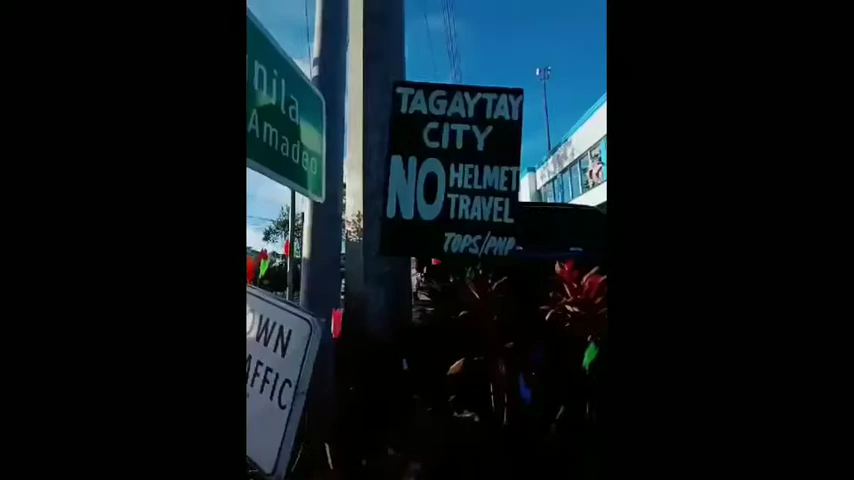 nila
Amadeo
TAGAYTAY
CITY
NO HELMET
TRAVEL
TOPS/PNP
OWN
AFFIC